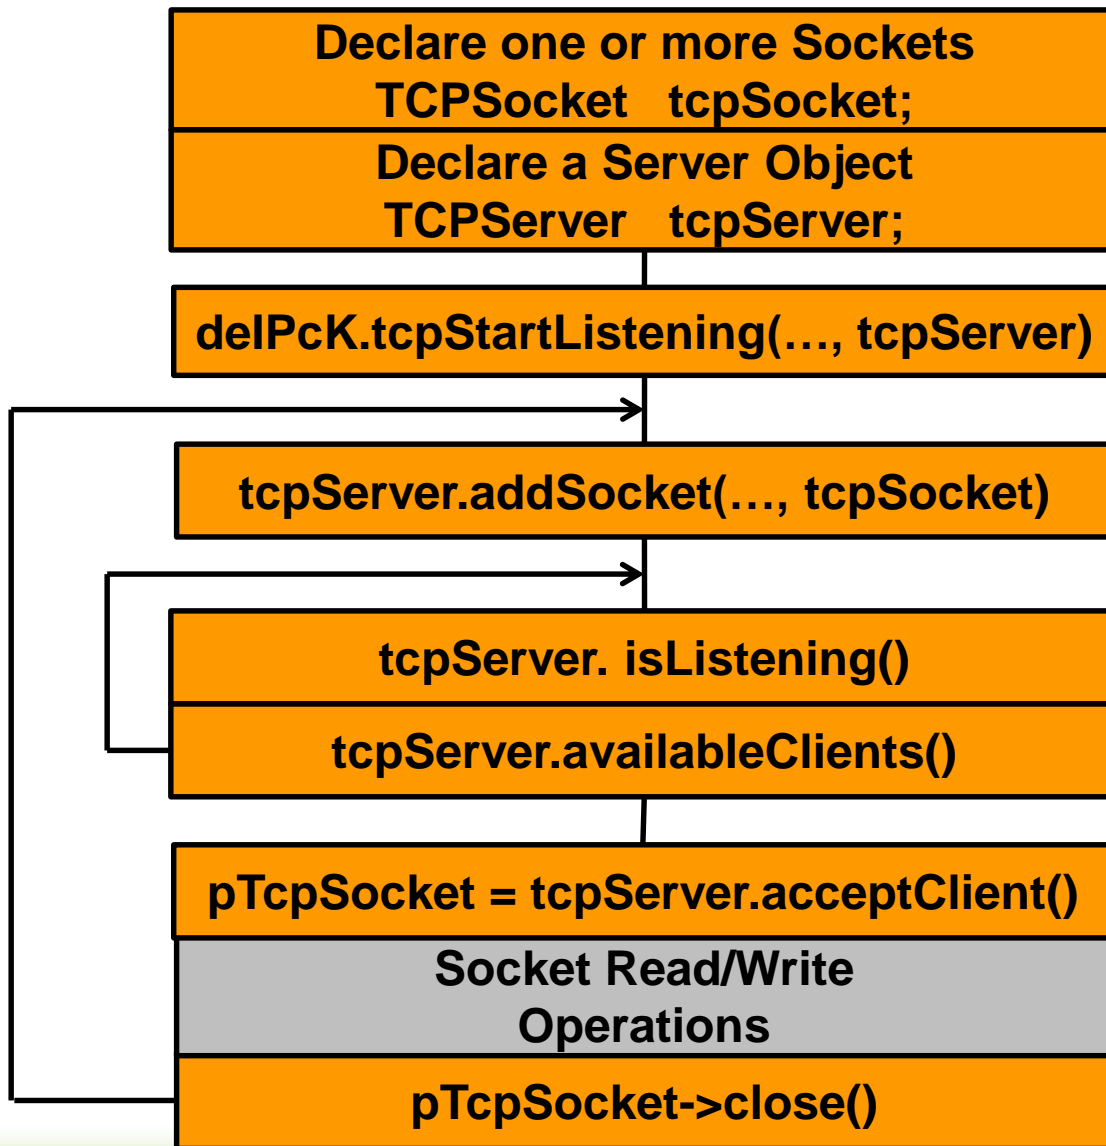 Declare one or more Sockets
TCPSocket tcpSocket;
Declare a Server Object
TCPServer tcpServer;
deIPcK.tcpStartListening(…, tcpServer)
tcpServer.addSocket(…, tcpSocket)
tcpServer. isListening()
tcpServer.availableClients()
pTcpSocket = tcpServer.acceptClient()
Socket Read/Write
Operations
pTcpSocket->close()